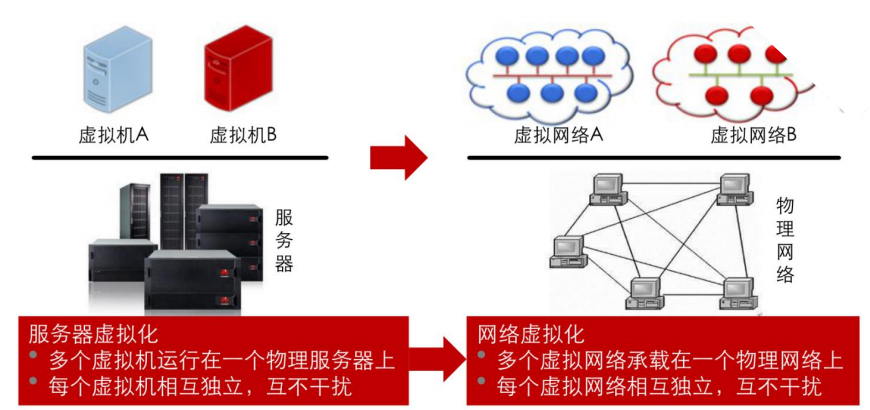 虚拟机A
虚拟机B
虚拟网络A
虚拟网络B
服务器
物理网络
服务器虚拟化
• 多个虚拟机运行在一个物理服务器上
• 每个虚拟机相互独立，互不干扰
网络虚拟化
• 多个虚拟网络承载在一个物理网络上
• 每个虚拟网络相互独立，互不干扰